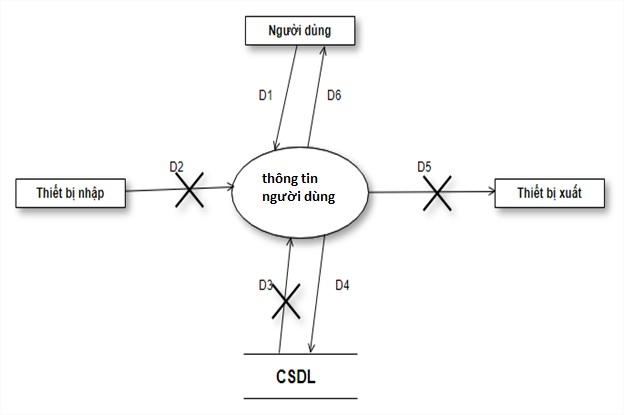 Người dùng
D1
D6
D2
D5
thông tin
người dùng
Thiết bị nhập
Thiết bị xuất
D3
D4
CSDL